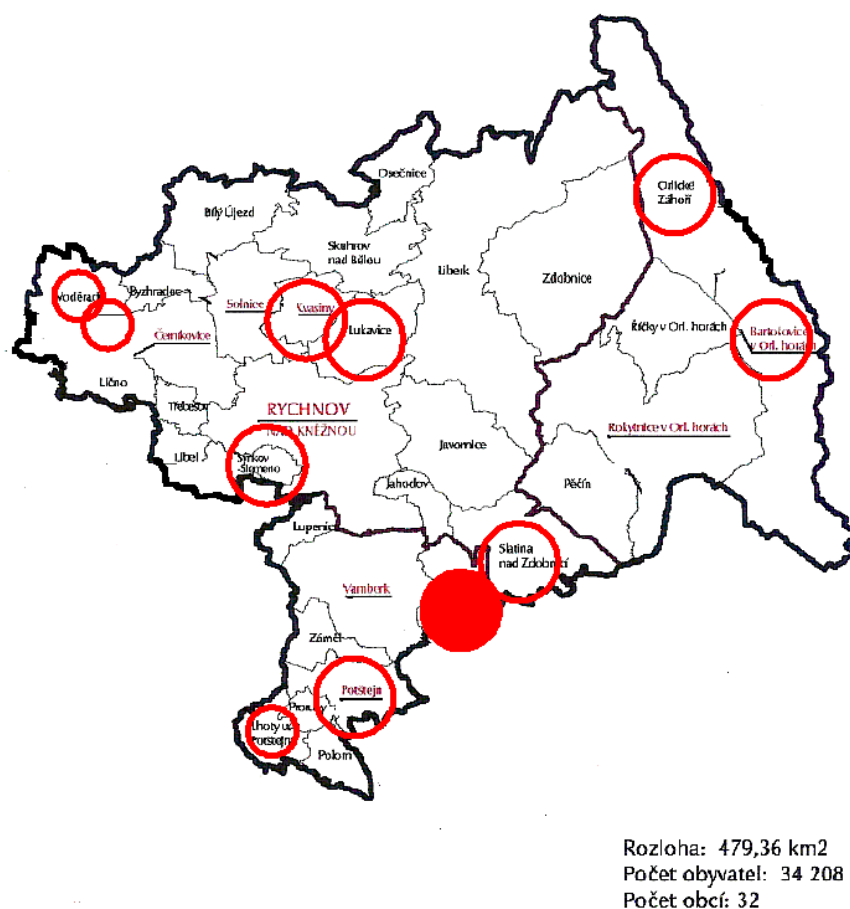 Osečnice
Orlické
Záhoří
Bílý Újezd
Skuhrov
nad Bělou
Liberk
Zdobnice
Voděrady
Byzhradec
Solnice
Kvasiny
Lukavice
Říčky v Orl. horách
Bartošovice
v Orl. horách
Černíkovice
Lično
Třebešov
RYCHNOV
NAD KNĚŽNOU
Rokytnice v Orl. horách
Javornice
Libel
Synkov
-Slemeno
Jahodov
Pěčín
Lupenice
Slatina
nad Zdobnicí
Vamberk
Záměl
Potštejn
Proruby
Lhoty u
Potštejna
Polom
Rozloha: 479,36 km2
Počet obyvatel: 34 208
Počet obcí: 32